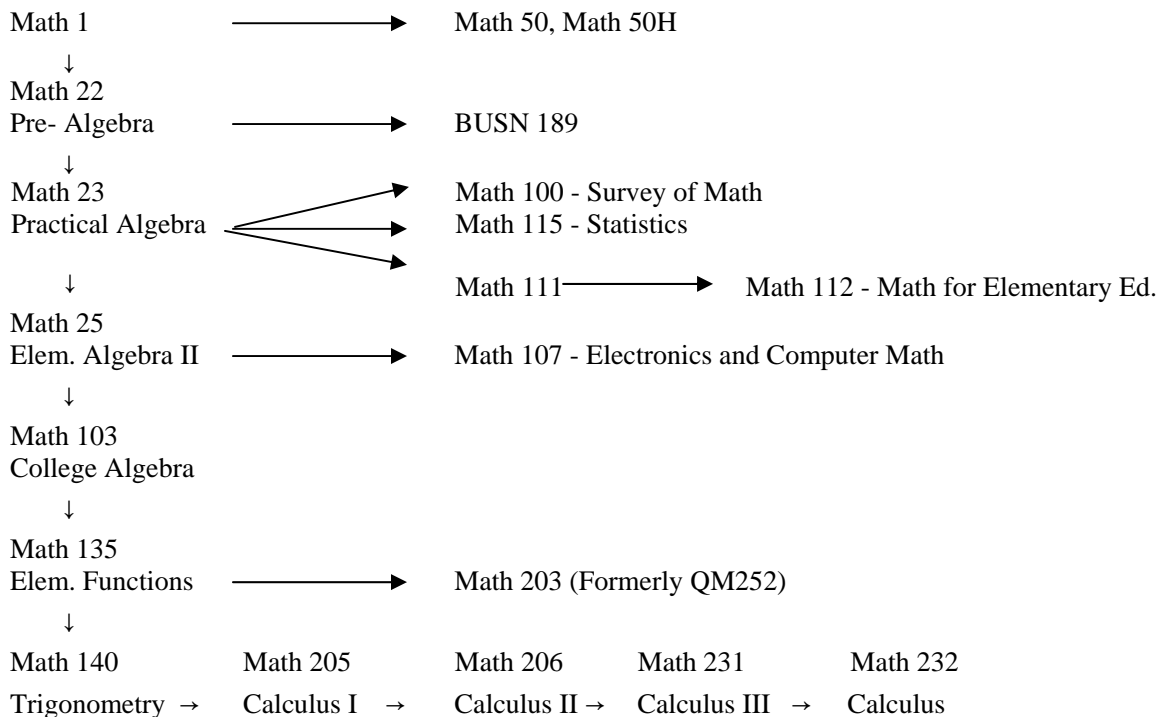 Math 1 Math 50, Math 50H
↓
Math 22
Pre- Algebra BUSN 189
↓
Math 23 Math 100 - Survey of Math
Practical Algebra Math 115 - Statistics
↓ Math 111 Math 112 - Math for Elementary Ed.
Math 25
Elem. Algebra II Math 107 - Electronics and Computer Math
↓
Math 103
College Algebra
↓
Math 135
Elem. Functions Math 203 (Formerly QM252)
↓
Math 140 Math 205 Math 206 Math 231 Math 232
Trigonometry → Calculus I → Calculus II → Calculus III → Calculus